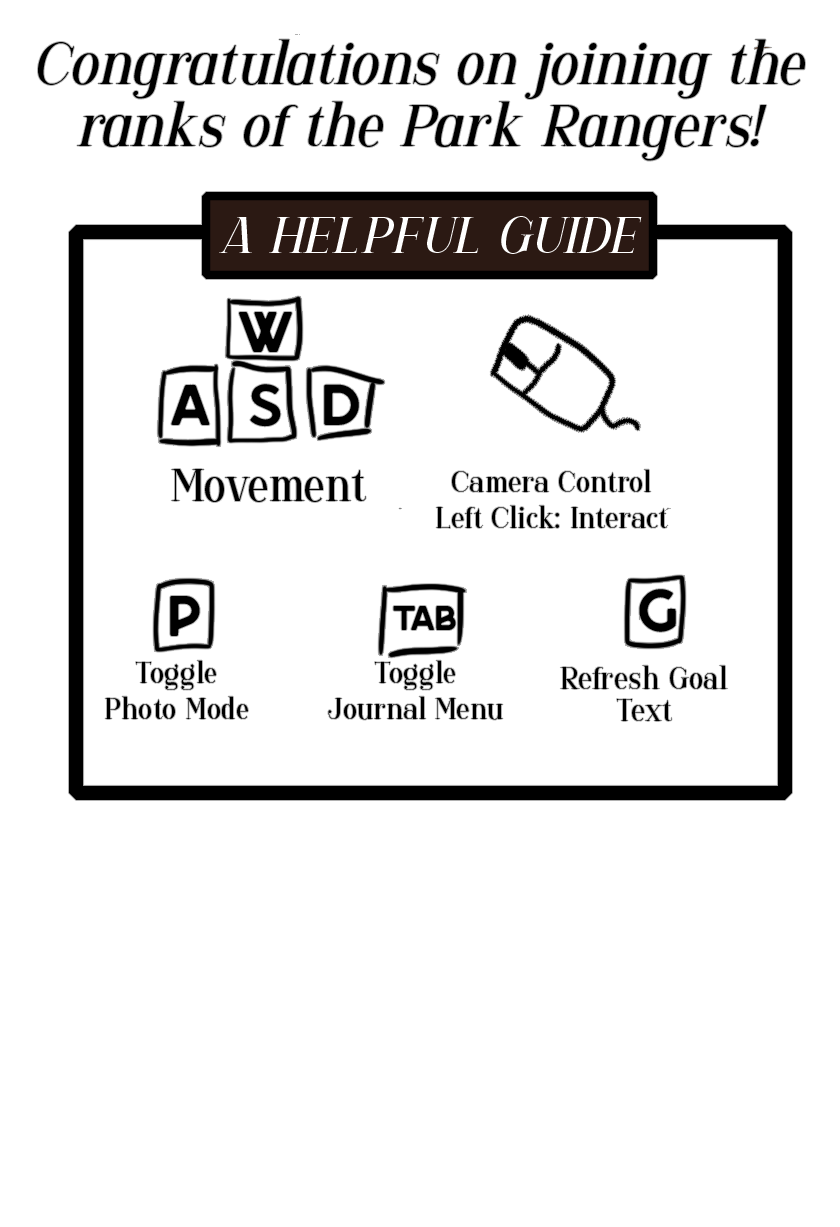 Congratulations on joining the
ranks of the Park Rangers!
A HELPFUL GUIDE
W
A S D
Movement
Camera Control
Left Click: Interact
P
Toggle
Photo Mode
TAB
Toggle
Journal Menu
G
Refresh Goal
Text